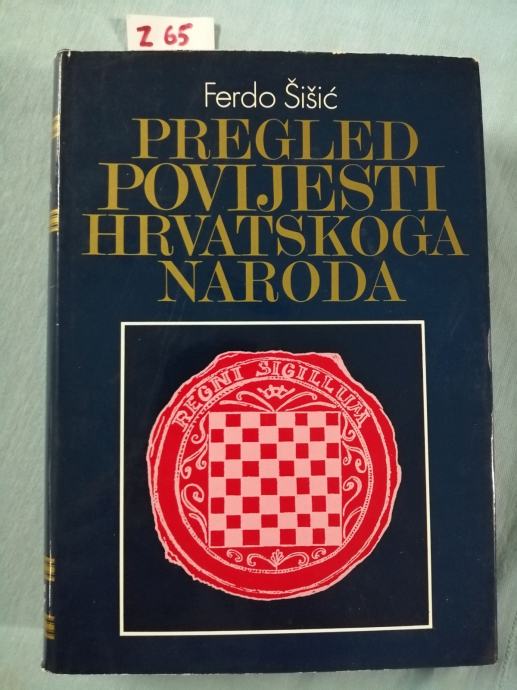 Z 65
Ferdo Šišić
PREGLED
POVIJESTI
HRVATSKOGA
NARODA
REGNI SIGILLUM